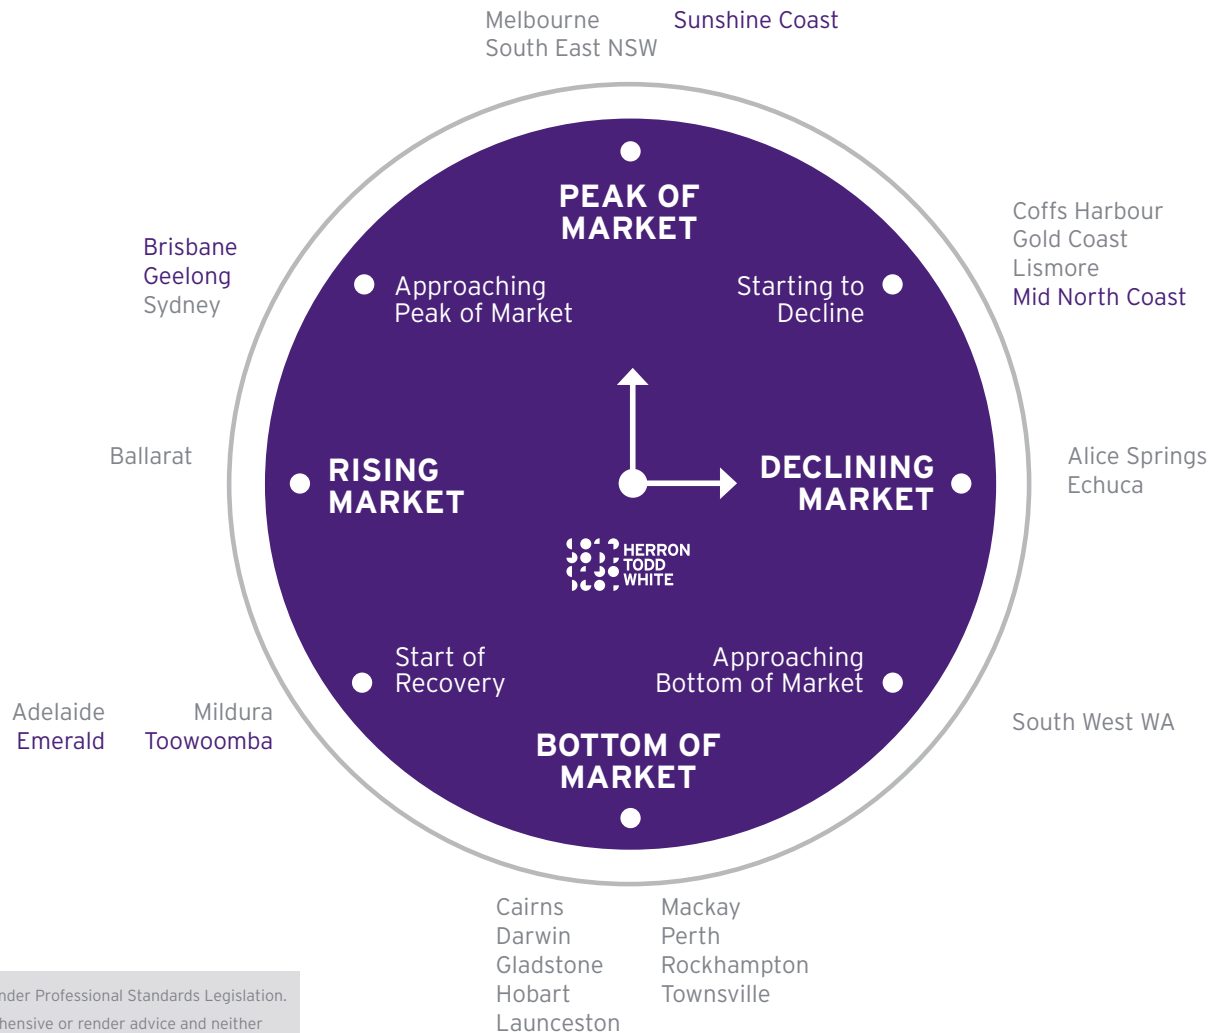 Melbourne
South East NSW
Sunshine Coast
PEAK OF
MARKET
Approaching
Peak of Market
Starting to
Decline
Brisbane
Geelong
Sydney
Coffs Harbour
Gold Coast
Lismore
Mid North Coast
Ballarat
RISING
MARKET
DECLINING
MARKET
Alice Springs
Echuca
HERRON
TODD
WHITE
Start of
Recovery
Approaching
Bottom of Market
Adelaide
Emerald
Mildura
Toowoomba
South West WA
BOTTOM OF
MARKET
Cairns
Darwin
Gladstone
Hobart
Launceston
Mackay
Perth
Rockhampton
Townsville
Professional Standards Legislation.
or render advice and neither